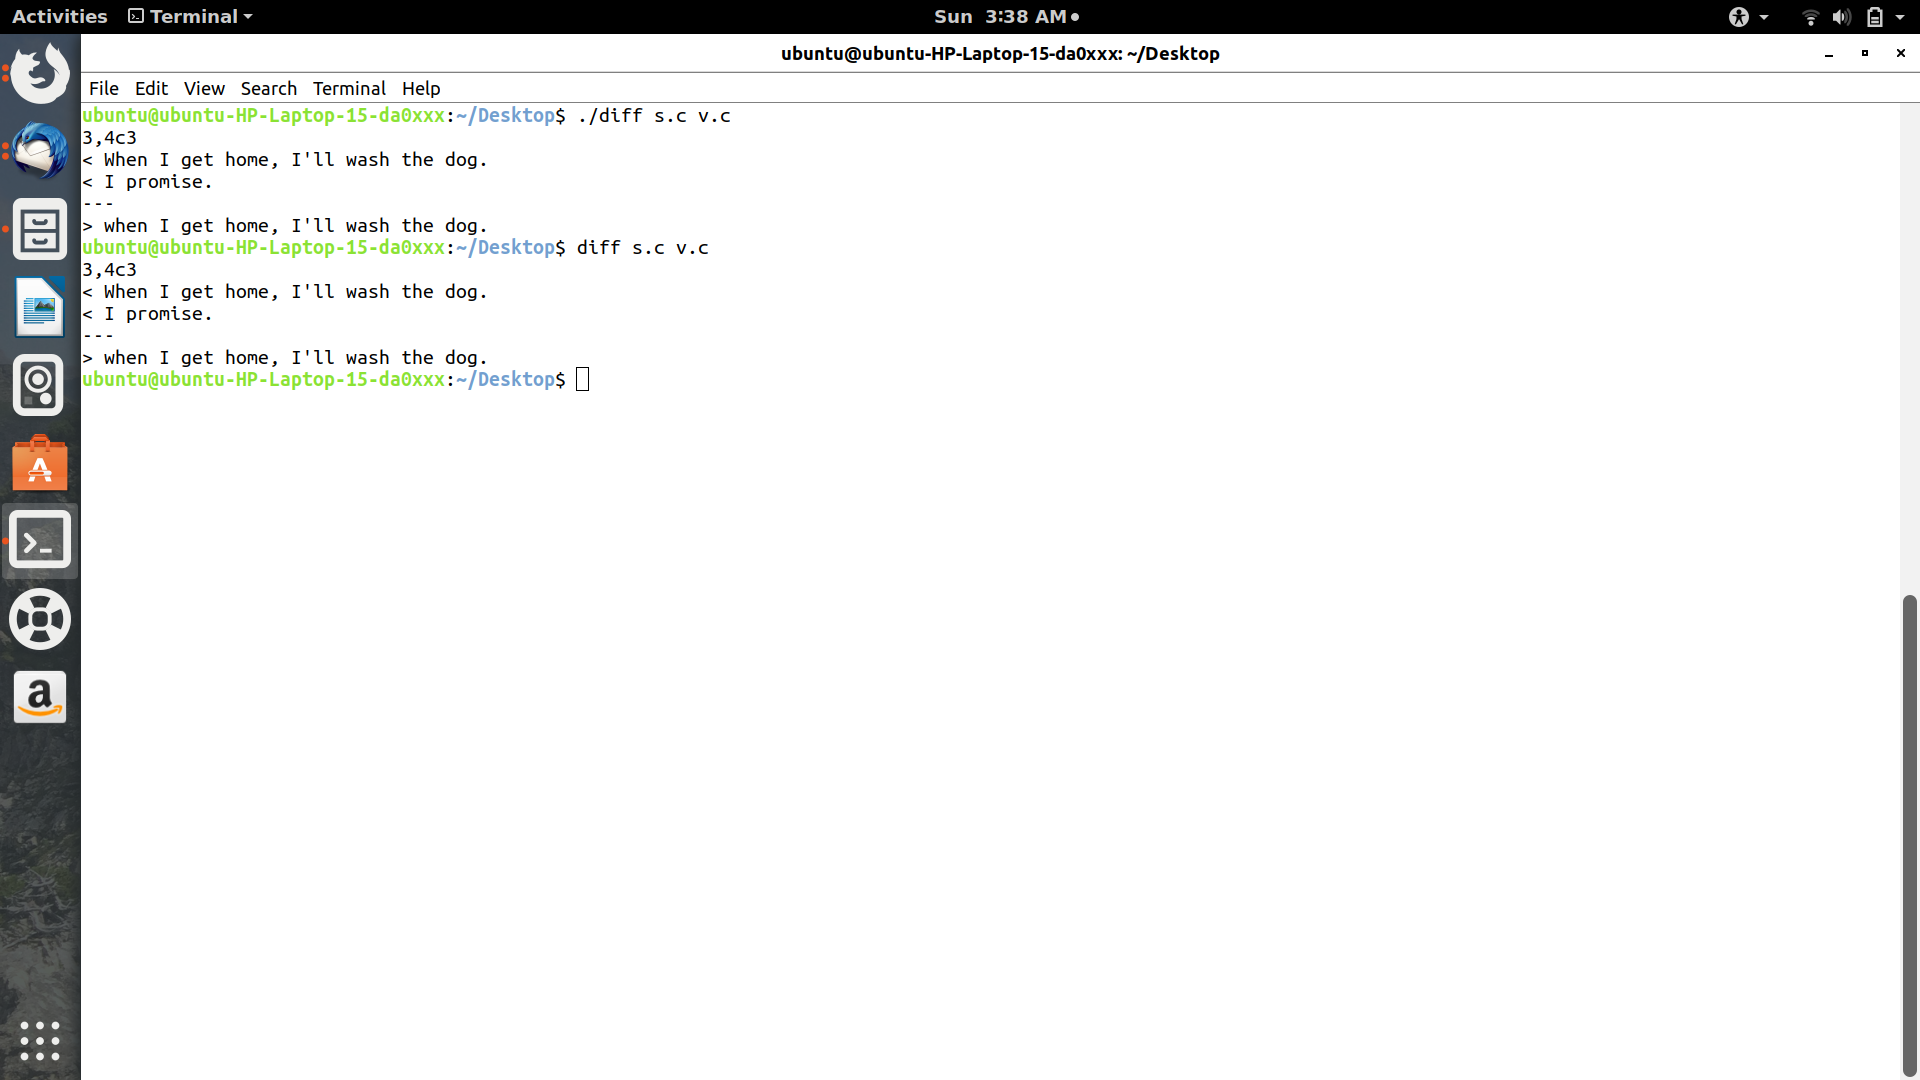 Activities Terminal Sun 3:38 AM
ubuntu@ubuntu-HP-Laptop-15-da0xxx: ~/Desktop
File Edit View Search Terminal Help
ubuntu@ubuntu-HP-Laptop-15-da0xxx:~/Desktop$ ./diff s.c v.c
3,4c3
< When I get home, I'll wash the dog.
< I promise.
---
> when I get home, I'll wash the dog.
ubuntu@ubuntu-HP-Laptop-15-da0xxx:~/Desktop$ diff s.c v.c
3,4c3
< When I get home, I'll wash the dog.
< I promise.
---
> when I get home, I'll wash the dog.
ubuntu@ubuntu-HP-Laptop-15-da0xxx:~/Desktop$